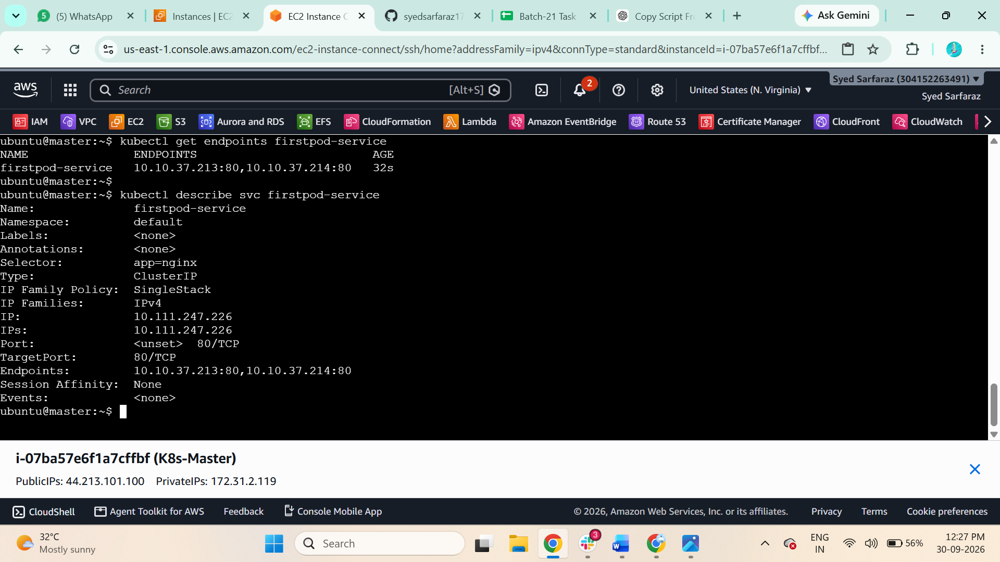 5 (5) WhatsApp
Instances | EC2
EC2 Instance C
syedsarfaraz17
Batch-21 Task
Copy Script Fr
Ask Gemini
us-east-1.console.aws.amazon.com/ec2-instance-connect/ssh/home?addressFamily=ipv4&connType=standard&instanceId=i-07ba57e6f1a7cffbf...
aws
Search
[Alt+S]
2
United States (N. Virginia)
Syed Sarfaraz (304152263491)
Syed Sarfaraz
IAM
VPC
EC2
S3
Aurora and RDS
EFS
CloudFormation
Lambda
Amazon EventBridge
Route 53
Certificate Manager
CloudFront
CloudWatch
ubuntu@master:~$ kubectl get endpoints firstpod-service
NAME ENDPOINTS AGE
firstpod-service 10.10.37.213:80,10.10.37.214:80 32s
ubuntu@master:~$
ubuntu@master:~$ kubectl describe svc firstpod-service
Name: firstpod-service
Namespace: default
Labels: <none>
Annotations: <none>
Selector: app=nginx
Type: ClusterIP
IP Family Policy: SingleStack
IP Families: IPv4
IP: 10.111.247.226
IPs: 10.111.247.226
Port: <unset> 80/TCP
TargetPort: 80/TCP
Endpoints: 10.10.37.213:80,10.10.37.214:80
Session Affinity: None
Events: <none>
ubuntu@master:~$
i-07ba57e6f1a7cffbf (K8s-Master)
PublicIPs: 44.213.101.100 PrivateIPs: 172.31.2.119
CloudShell
Agent Toolkit for AWS
Feedback
Console Mobile App
© 2026, Amazon Web Services, Inc. or its affiliates.
Privacy
Terms
Cookie preferences
32°C
Mostly sunny
Search
3
W
ENG
IN
56%
12:27 PM
30-09-2026